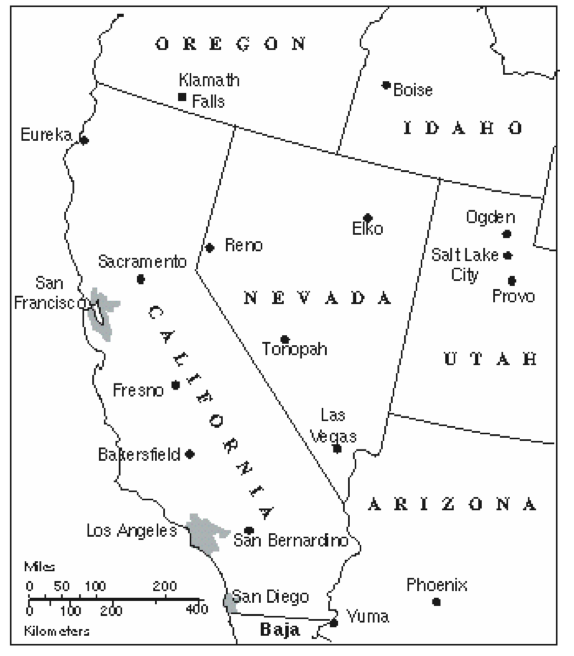 OREGON
Klamath
Falls
Boise
IDAHO
Eureka
Ogden
Elko
Reno
Salt Lake
City
Sacramento
San
Francisco
NEVADA
Provo
CALIFORNIA
Tonopah
UTAH
Fresno
Las
Vegas
Bakersfield
ARIZONA
Los Angeles
San Bernardino
Miles
0 50 100 200
0 100 200 400
Kilometers
San Diego
Phoenix
Yuma
Baja